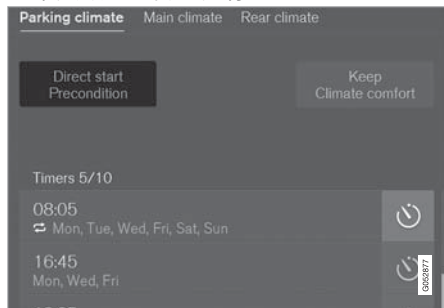 Parking climate Main climate Rear climate
Direct start
Precondition
Keep
Climate comfort
Timers 5/10
08:05
Mon, Tue, Wed, Fri, Sat, Sun
16:45
Mon, Wed, Fri
G052877